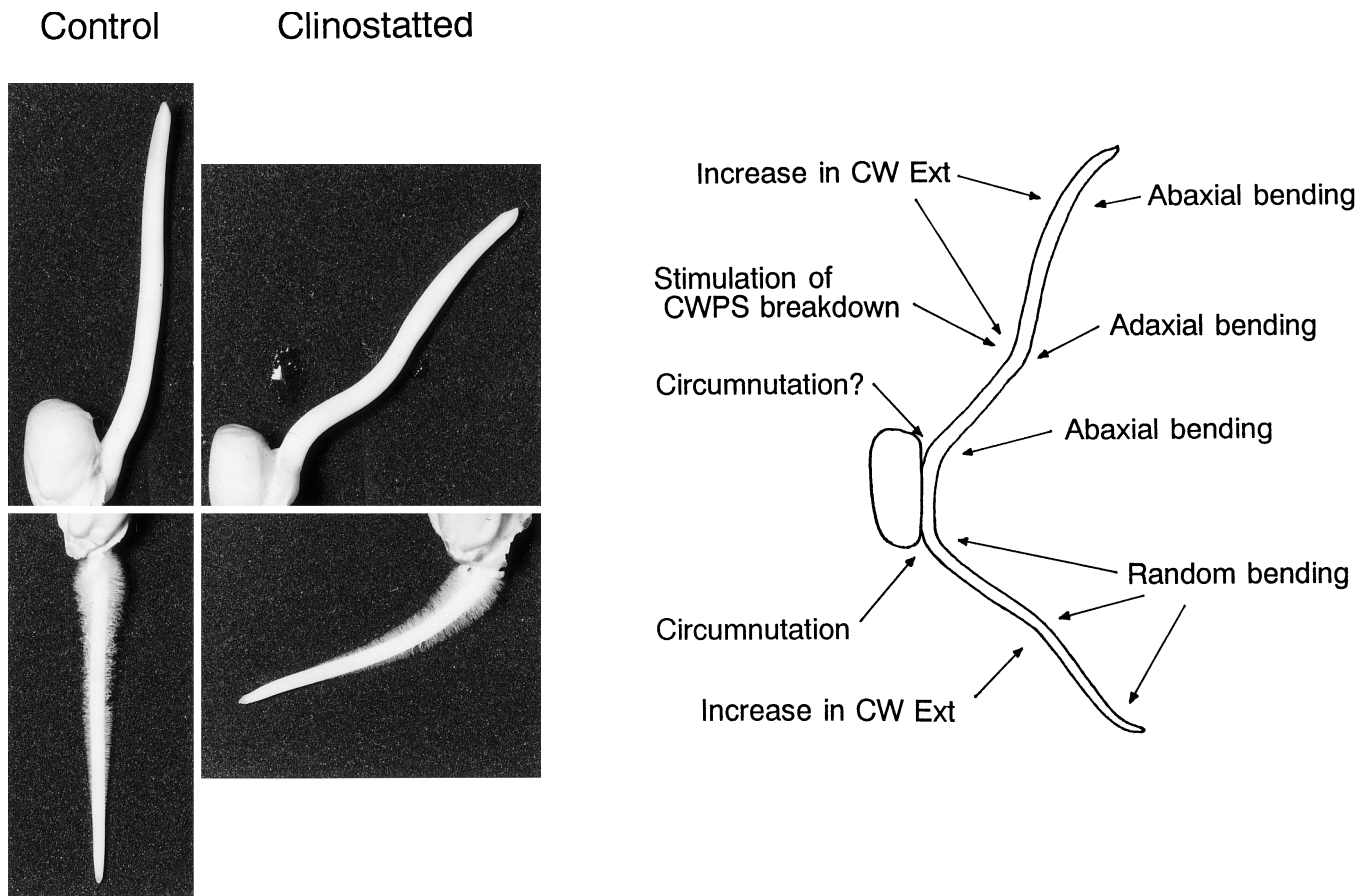 Control
Clinostatted
Increase in CW Ext
Abaxial bending
Stimulation of
CWPS breakdown
Adaxial bending
Circumnutation?
Abaxial bending
Random bending
Circumnutation
Increase in CW Ext